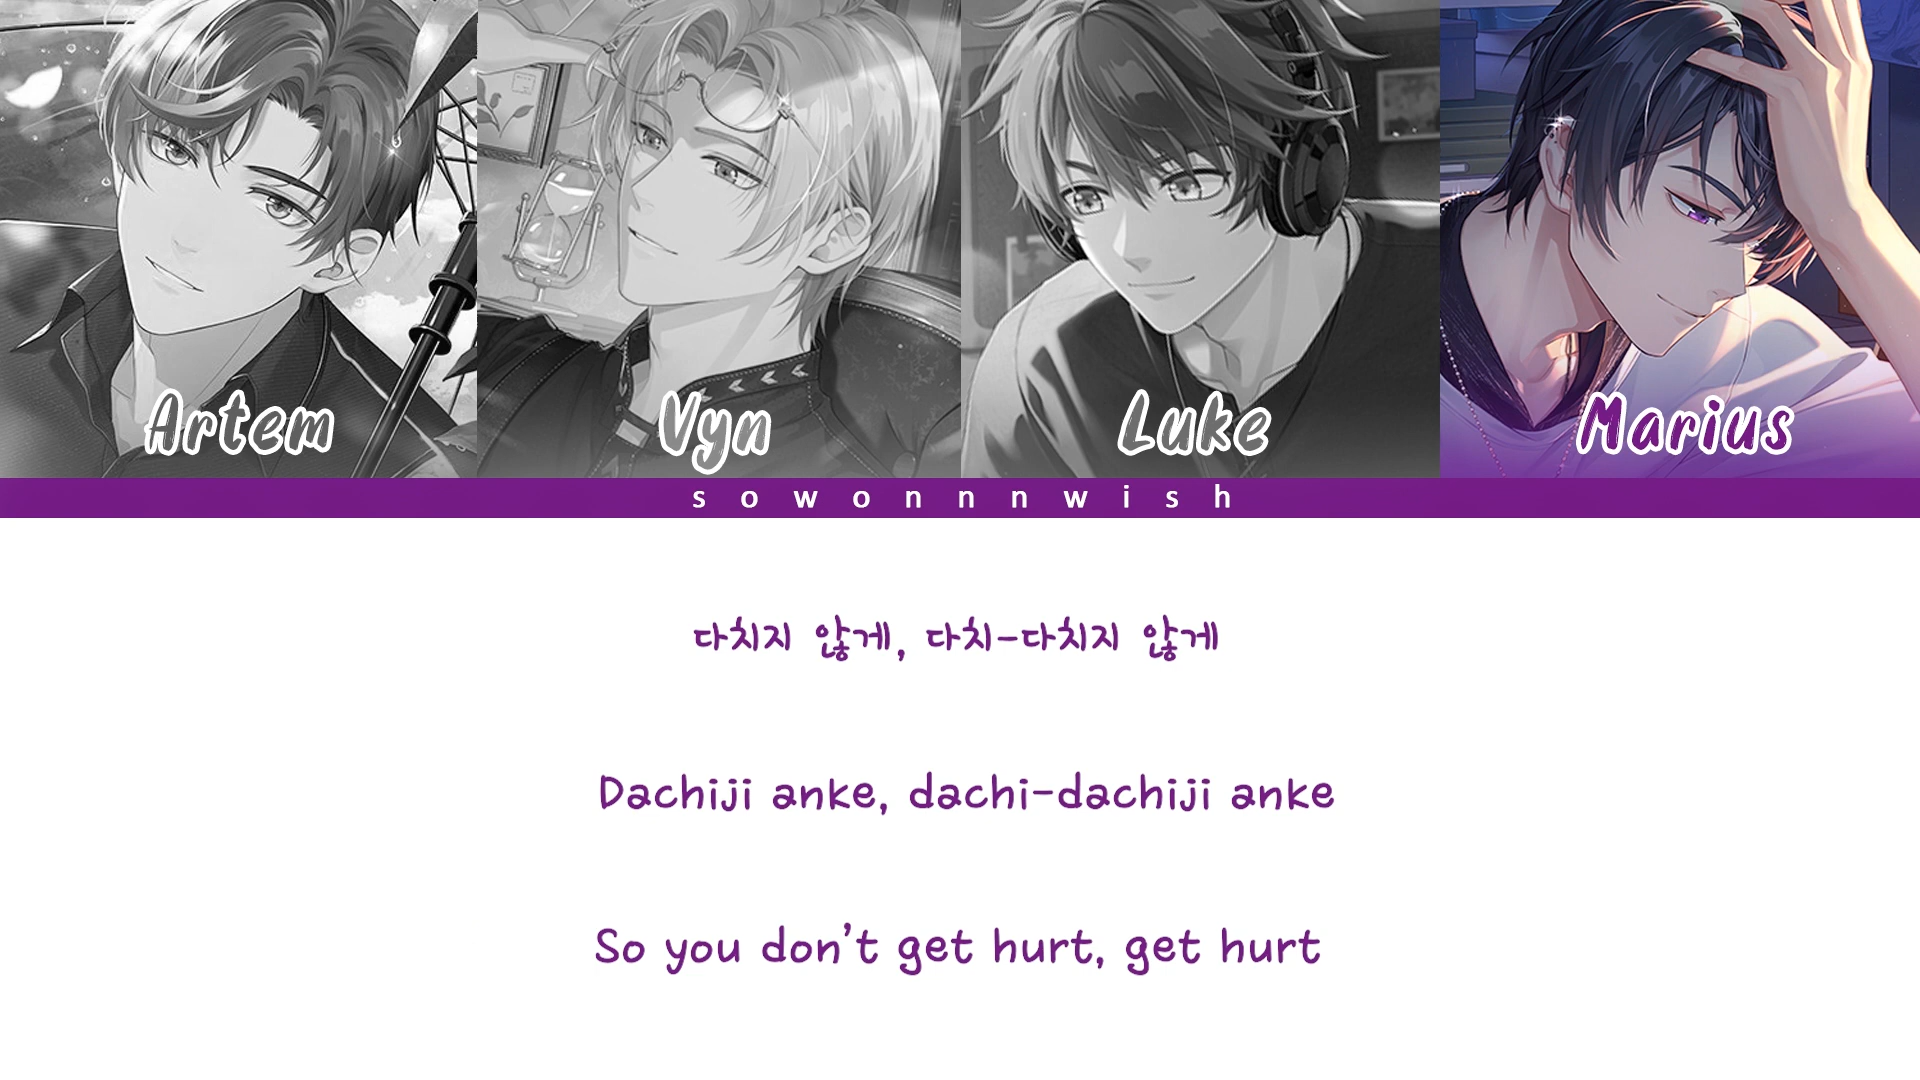 Artem Vyn Luke Marius
sowonnnwish
다치지 않게, 다치-다치지 않게
Dachiji anke, dachi-dachiji anke
So you don't get hurt, get hurt